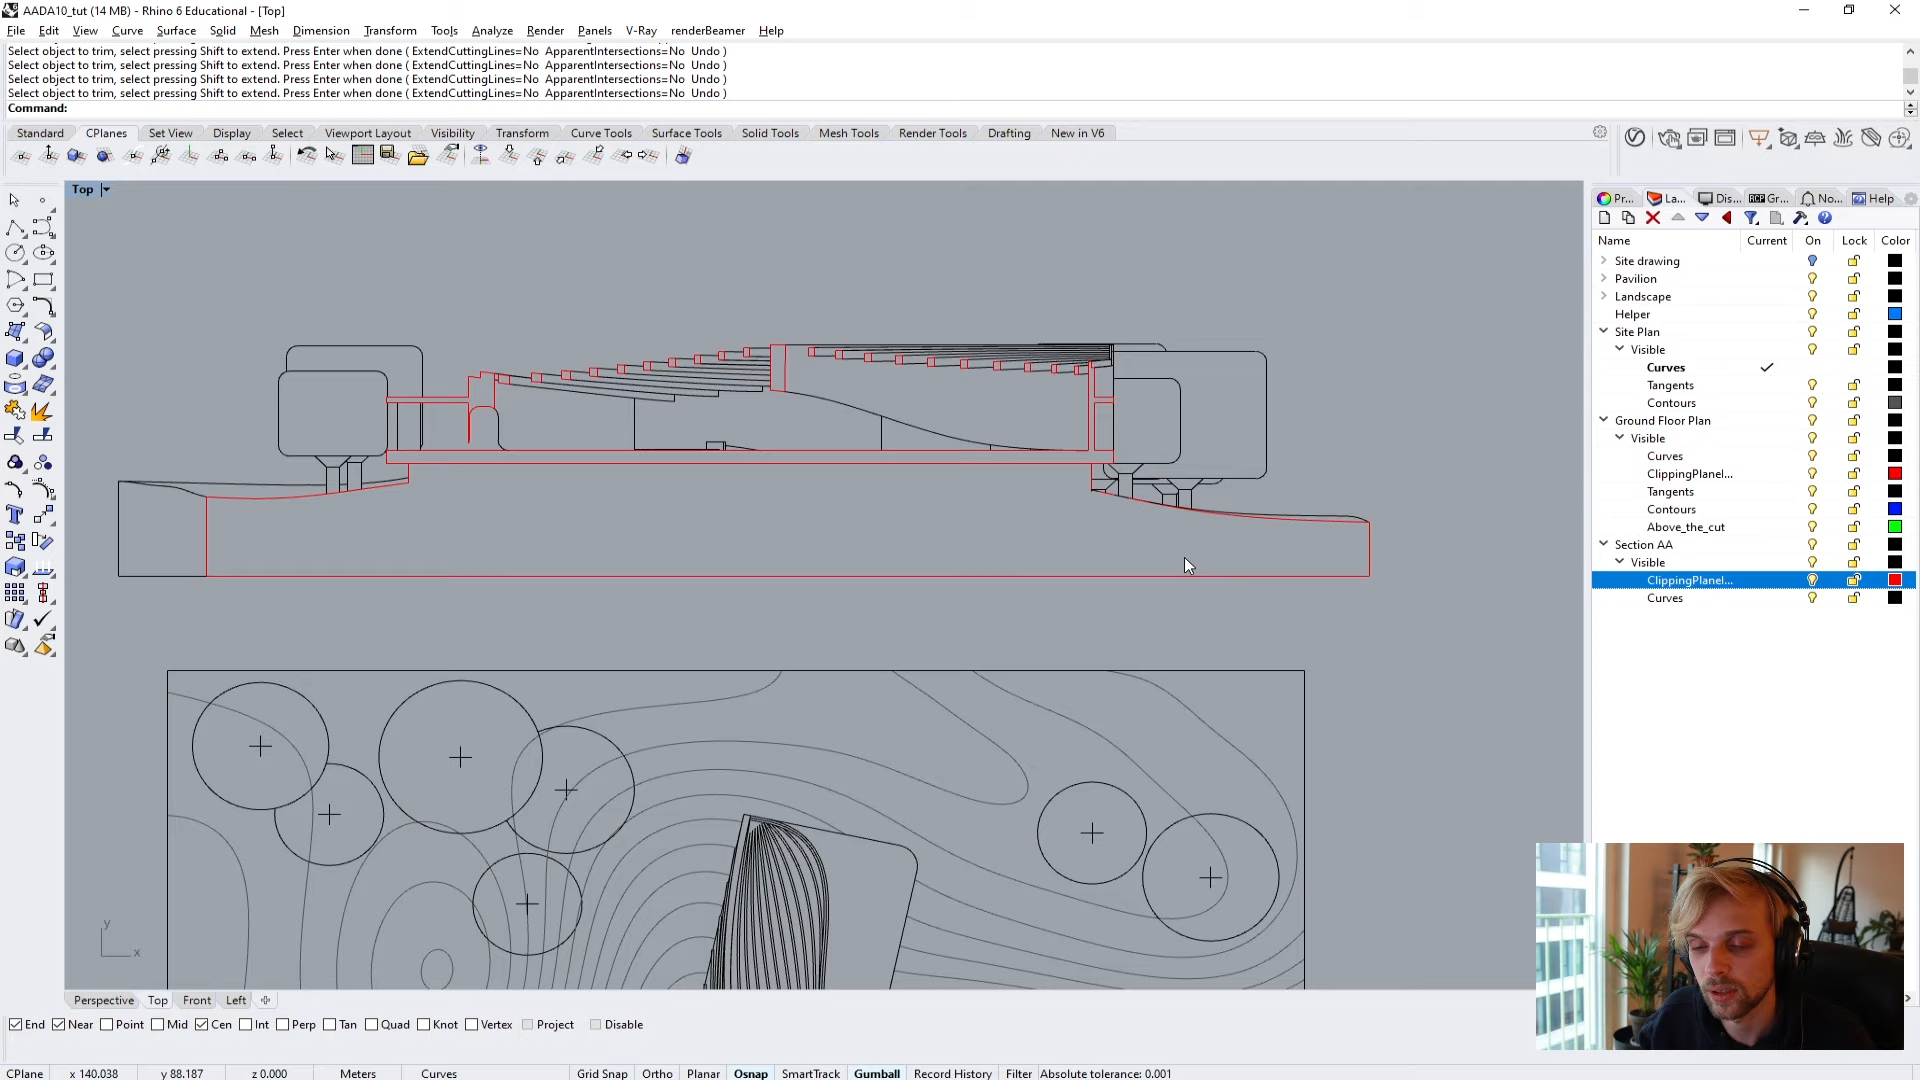 AADA10_tut (14 MB) - Rhino 6 Educational - [Top]
File Edit View Curve Surface Solid Mesh Dimension Transform Tools Analyze Render Panels V-Ray renderBeamer Help
Select object to trim, select pressing Shift to extend. Press Enter when done ( ExtendCuttingLines=No ApparentIntersections=No Undo )
Select object to trim, select pressing Shift to extend. Press Enter when done ( ExtendCuttingLines=No ApparentIntersections=No Undo )
Select object to trim, select pressing Shift to extend. Press Enter when done ( ExtendCuttingLines=No ApparentIntersections=No Undo )
Select object to trim, select pressing Shift to extend. Press Enter when done ( ExtendCuttingLines=No ApparentIntersections=No Undo )
Command:
Standard CPlanes Set View Display Select Viewport Layout Visibility Transform Curve Tools Surface Tools Solid Tools Mesh Tools Render Tools Drafting New in V6
Top
Pr... La... Dis... Gr... No... Help
Name Current On Lock Color
Site drawing
Pavilion
Landscape
Helper
Site Plan
Visible
Curves
Tangents
Contours
Ground Floor Plan
Visible
Curves
ClippingPlaneI...
Tangents
Contours
Above_the_cut
Section AA
Visible
ClippingPlaneI...
Curves
y
x
Perspective Top Front Left
End Near Point Mid Cen Int Perp Tan Quad Knot Vertex Project Disable
CPlane x 140.038 y 88.187 z 0.000 Meters Curves Grid Snap Ortho Planar Osnap SmartTrack Gumball Record History Filter Absolute tolerance: 0.001